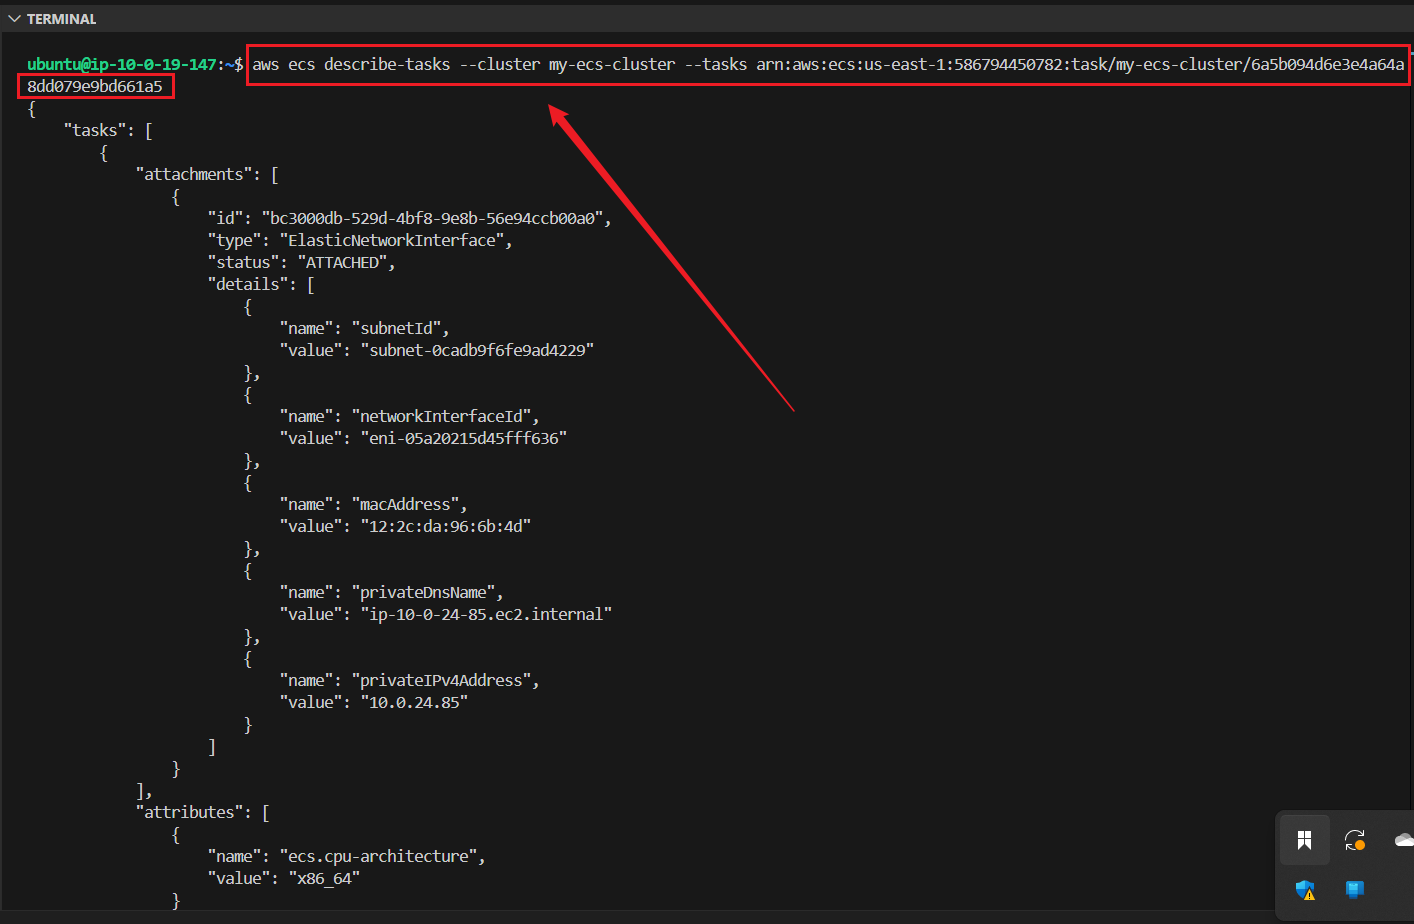 TERMINAL
ubuntu@ip-10-0-19-147:~$ aws ecs describe-tasks --cluster my-ecs-cluster --tasks arn:aws:ecs:us-east-1:586794450782:task/my-ecs-cluster/6a5b094d6e3e4a64a
8dd079e9bd661a5
{
"tasks": [
{
"attachments": [
{
"id": "bc3000db-529d-4bf8-9e8b-56e94ccb00a0",
"type": "ElasticNetworkInterface",
"status": "ATTACHED",
"details": [
{
"name": "subnetId",
"value": "subnet-0cadb9f6fe9ad4229"
},
{
"name": "networkInterfaceId",
"value": "eni-05a20215d45fff636"
},
{
"name": "macAddress",
"value": "12:2c:da:96:6b:4d"
},
{
"name": "privateDnsName",
"value": "ip-10-0-24-85.ec2.internal"
},
{
"name": "privateIPv4Address",
"value": "10.0.24.85"
}
]
}
],
"attributes": [
{
"name": "ecs.cpu-architecture",
"value": "x86_64"
}